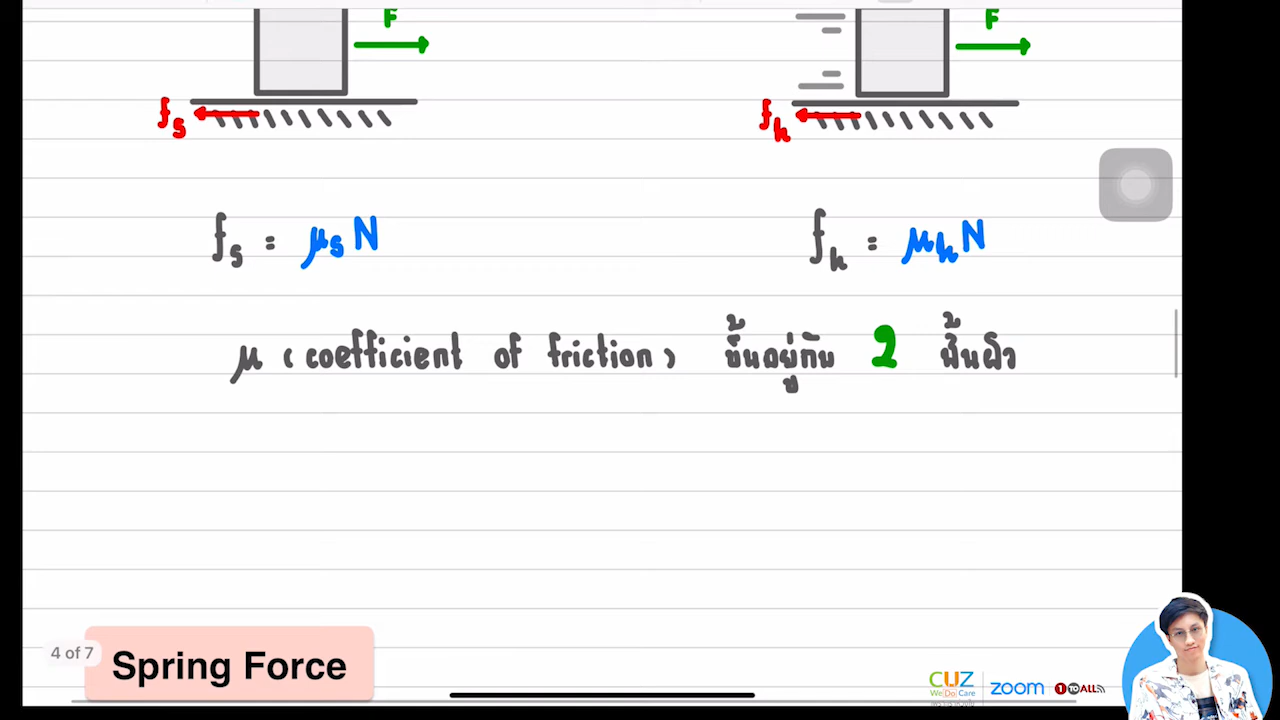 F F
fs fk
fs = μs N fk = μk N
μ (coefficient of friction) ขึ้นอยู่กับ 2 พื้นผิว
4 of 7
Spring Force
CUZ
We Do Care
zoom
1 TO ALL